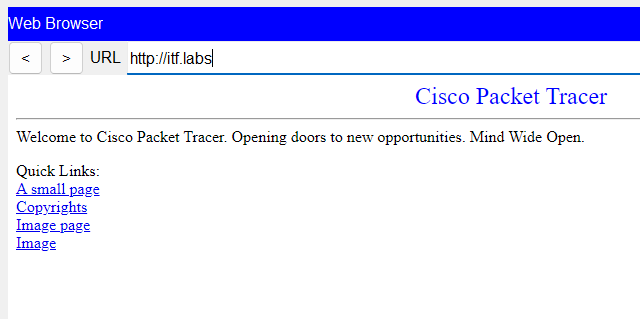 Web Browser
< > URL http://itf.labs
Cisco Packet Tracer
Welcome to Cisco Packet Tracer. Opening doors to new opportunities. Mind Wide Open.
Quick Links:
A small page
Copyrights
Image page
Image